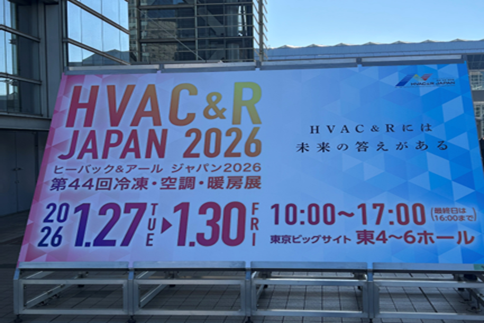 HVAC&R JAPAN
HVAC&R
JAPAN 2026
ヒーバック&アール ジャパン2026
第44回冷凍・空調・暖房展
HVAC&Rには
未来の答えがある
2026 1.27 TUE ▶ 1.30 FRI
10:00~17:00 (最終日は16:00まで)
東京ビッグサイト 東4~6ホール